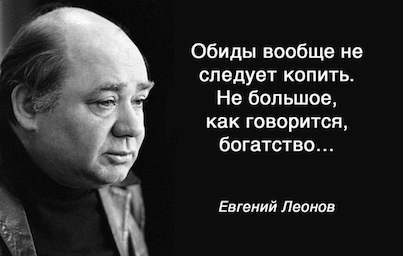 Обиды вообще не
следует копить.
Не большое,
как говорится,
богатство...
Евгений Леонов